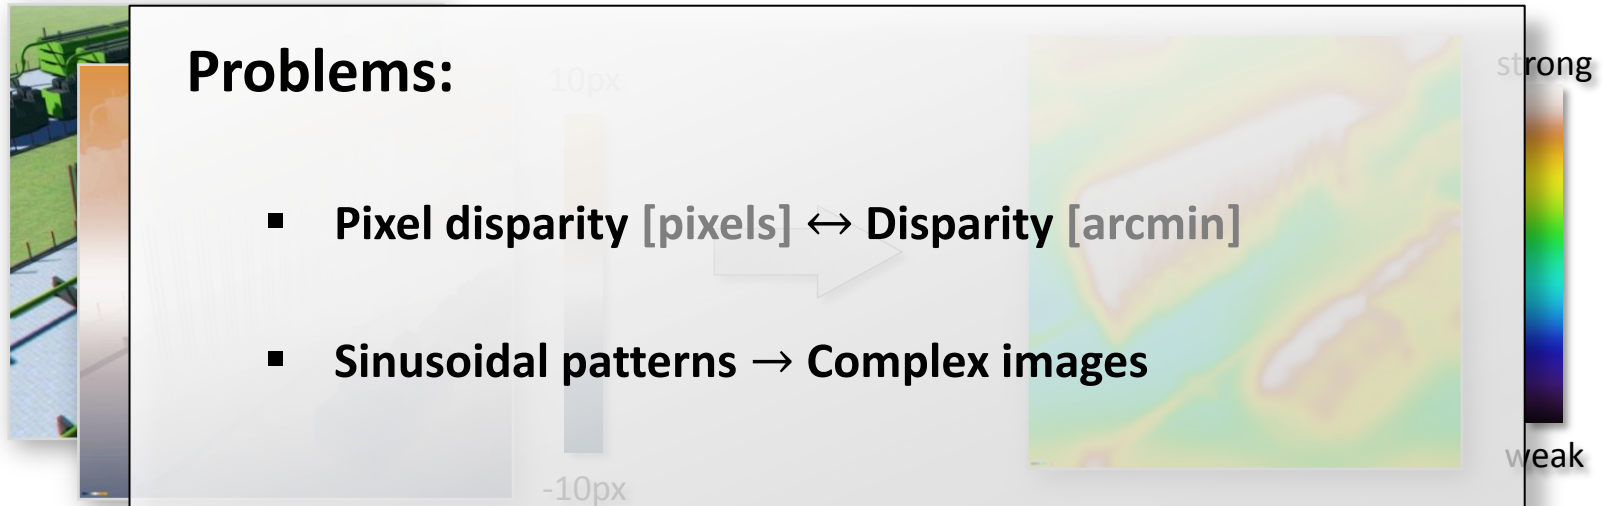 Problems:
10px
strong
▪ Pixel disparity [pixels] ↔ Disparity [arcmin]
▪ Sinusoidal patterns → Complex images
weak
-10px